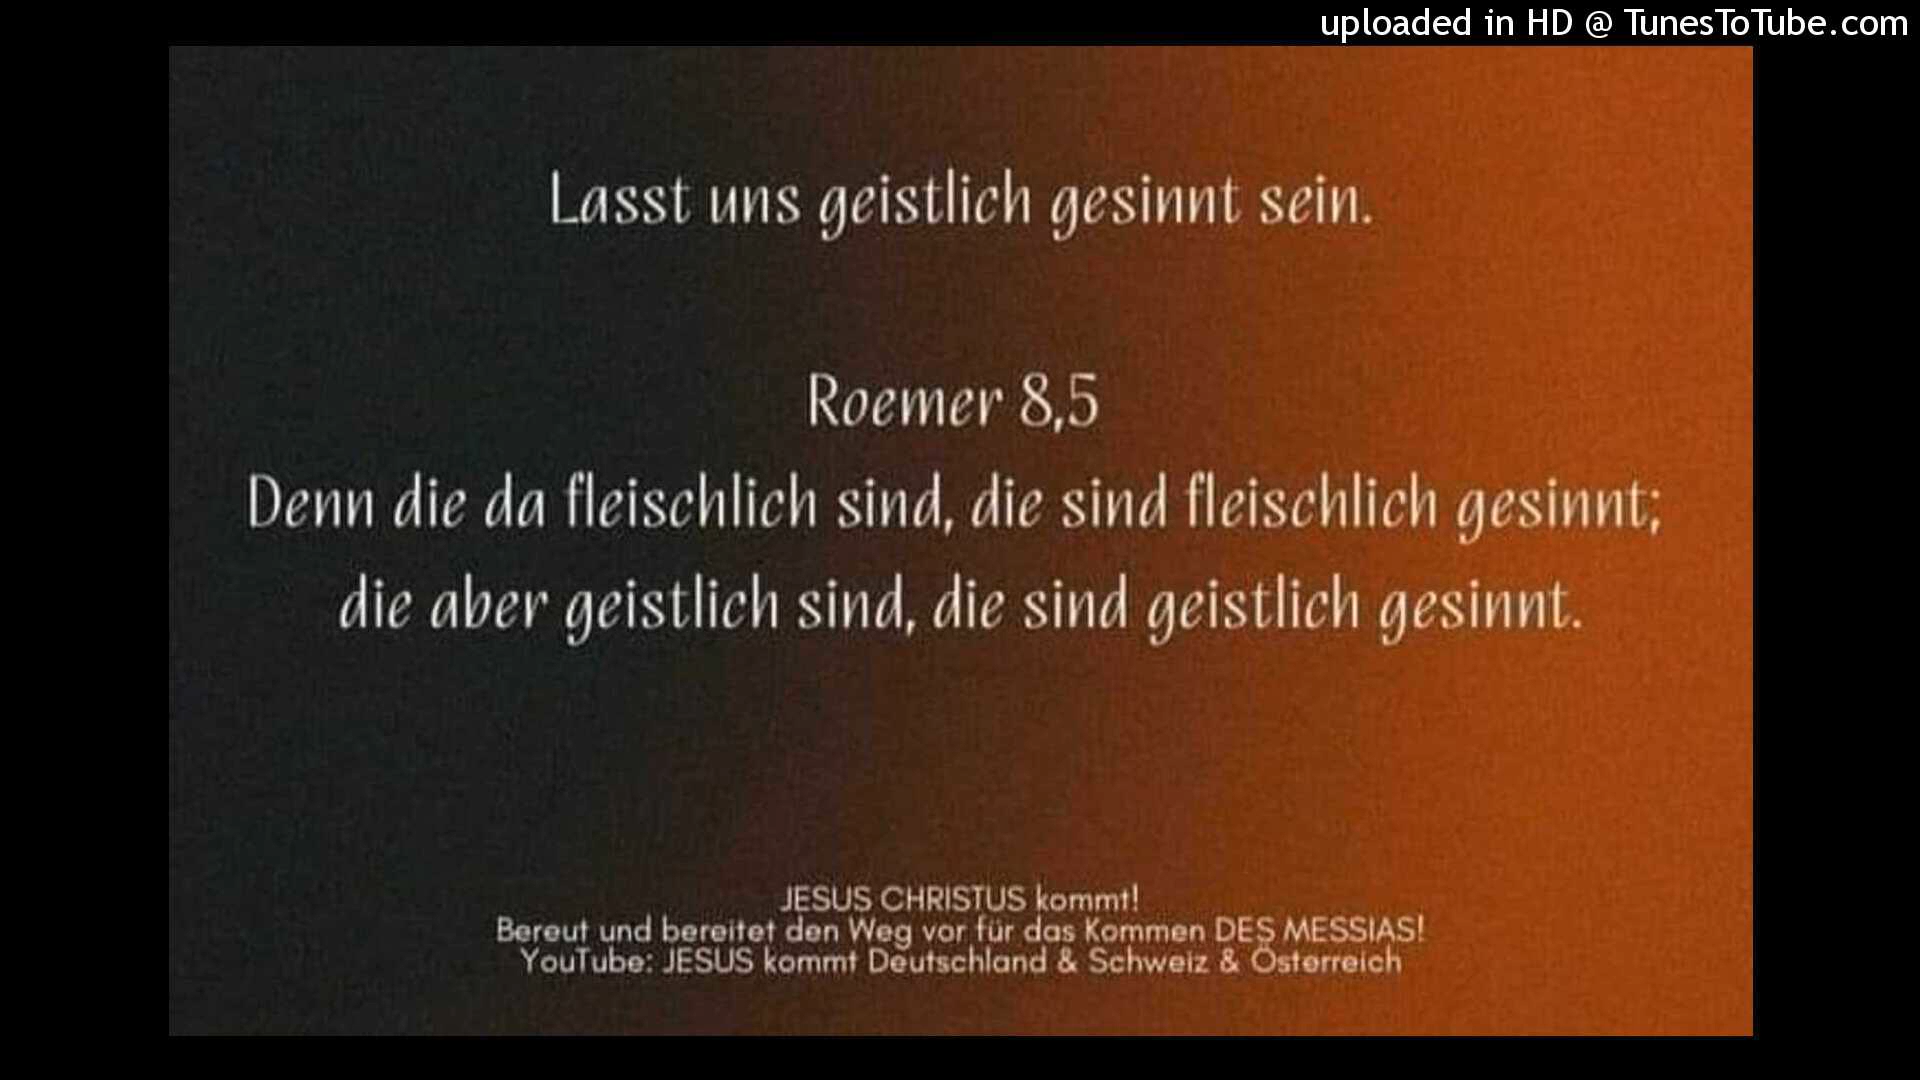 uploaded in HD @ TunesToTube.com
Lasst uns geistlich gesinnt sein.
Roemer 8,5
Denn die da fleischlich sind, die sind fleischlich gesinnt;
die aber geistlich sind, die sind geistlich gesinnt.
JESUS CHRISTUS kommt!
Bereut und bereitet den Weg vor für das Kommen DES MESSIAS!
YouTube: JESUS kommt Deutschland & Schweiz & Österreich